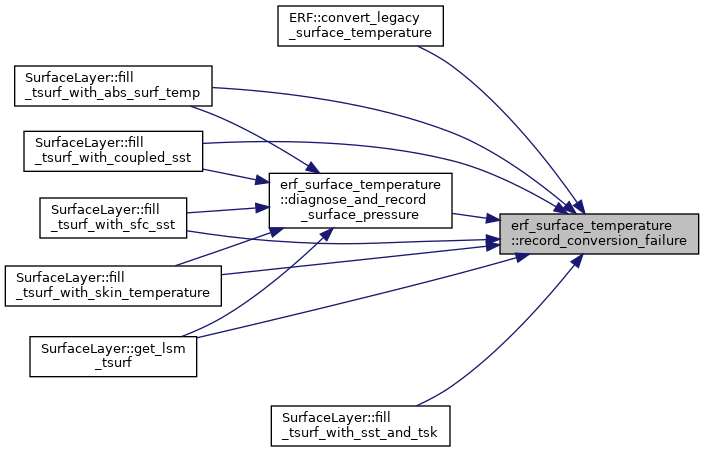 ERF::convert_legacy
_surface_temperature
SurfaceLayer::fill
_tsurf_with_abs_surf_temp
SurfaceLayer::fill
_tsurf_with_coupled_sst
erf_surface_temperature
::diagnose_and_record
_surface_pressure
SurfaceLayer::fill
_tsurf_with_sfc_sst
erf_surface_temperature
::record_conversion_failure
SurfaceLayer::fill
_tsurf_with_skin_temperature
SurfaceLayer::get_lsm
_tsurf
SurfaceLayer::fill
_tsurf_with_sst_and_tsk